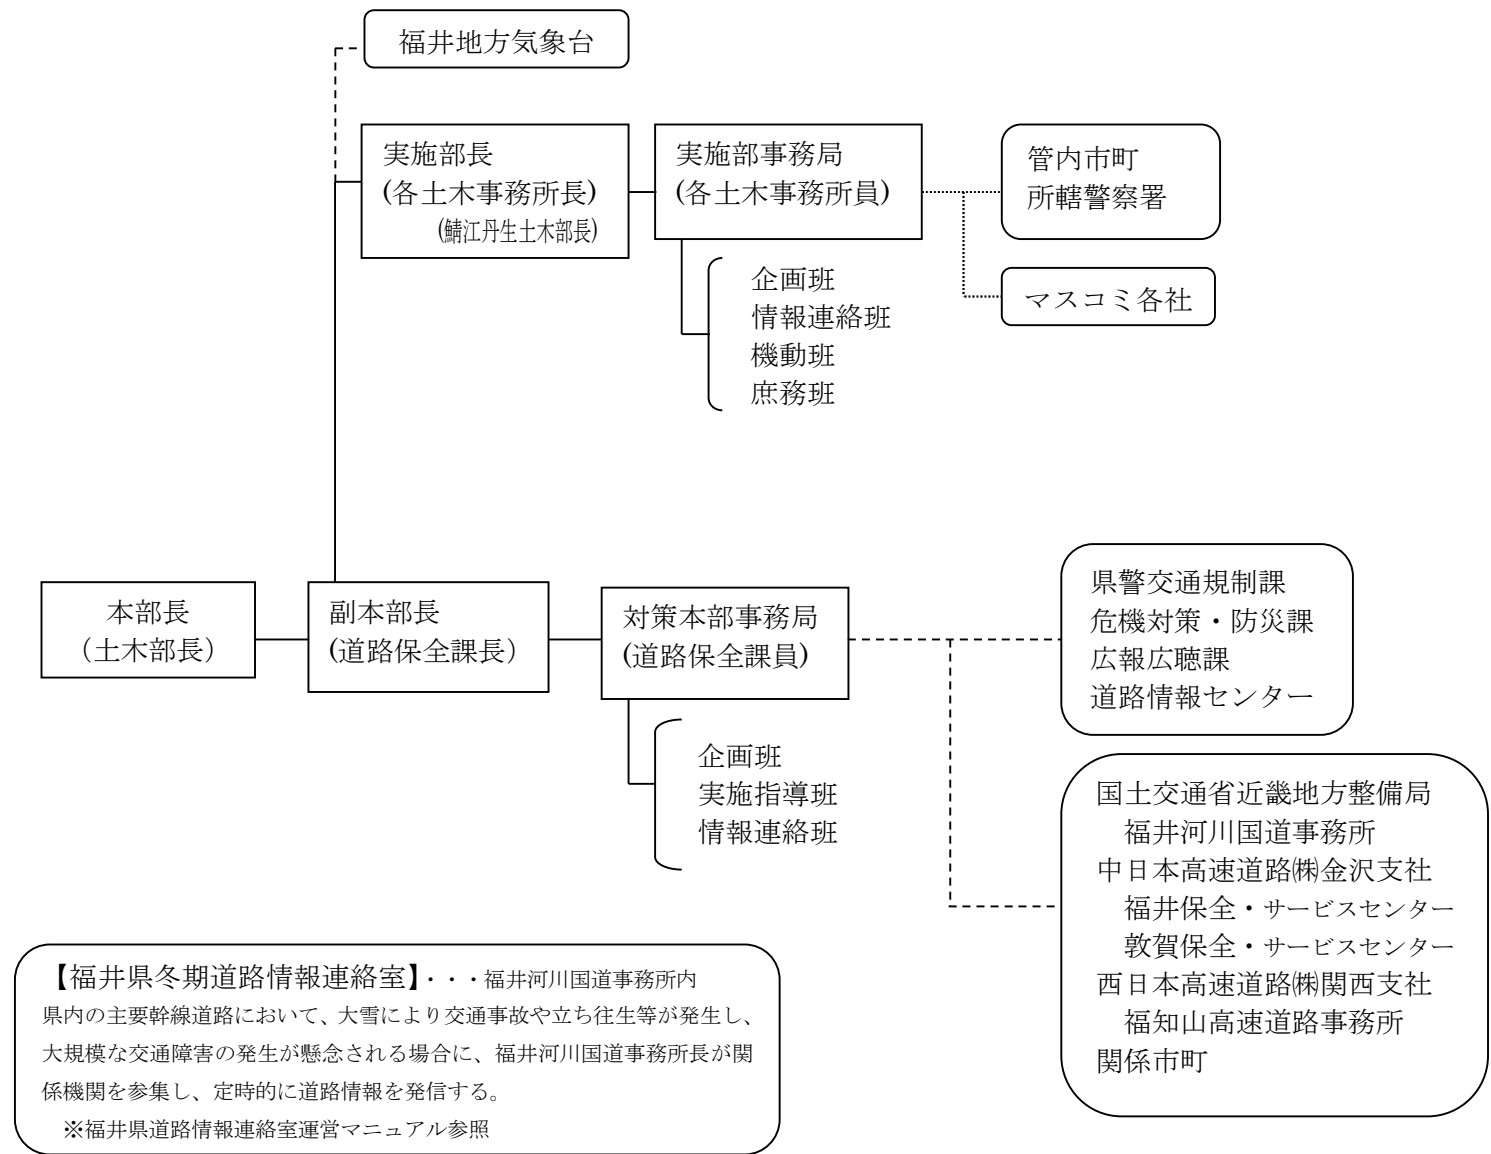 福井地方気象台
実施部長
(各土木事務所長)
(鯖江丹生土木部長)
実施部事務局
(各土木事務所員)
管内市町
所轄警察署
マスコミ各社
企画班
情報連絡班
機動班
庶務班
本部長
（土木部長）
副本部長
(道路保全課長）
対策本部事務局
(道路保全課員)
企画班
実施指導班
情報連絡班
県警交通規制課
危機対策・防災課
広報広聴課
道路情報センター
国土交通省近畿地方整備局
福井河川国道事務所
中日本高速道路㈱金沢支社
福井保全・サービスセンター
敦賀保全・サービスセンター
西日本高速道路㈱関西支社
福知山高速道路事務所
関係市町
【福井県冬期道路情報連絡室】・・・福井河川国道事務所内
県内の主要幹線道路において、大雪により交通事故や立ち往生等が発生し、
大規模な交通障害の発生が懸念される場合に、福井河川国道事務所長が関
係機関を参集し、定時的に道路情報を発信する。
※福井県道路情報連絡室運営マニュアル参照